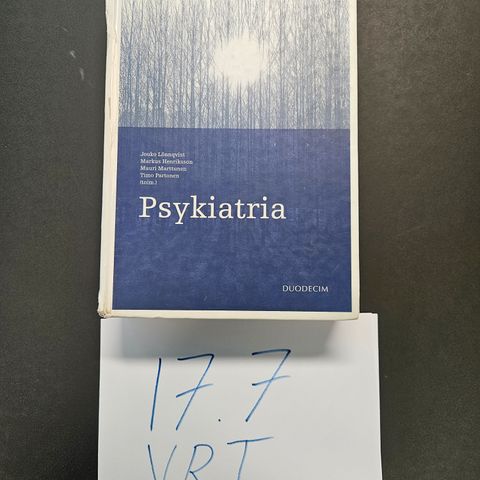 Jouko Lönnqvist
Markus Henriksson
Mauri Marttunen
Timo Partonen
(toim.)
Psykiatria
DUODECIM
17.7
VRT